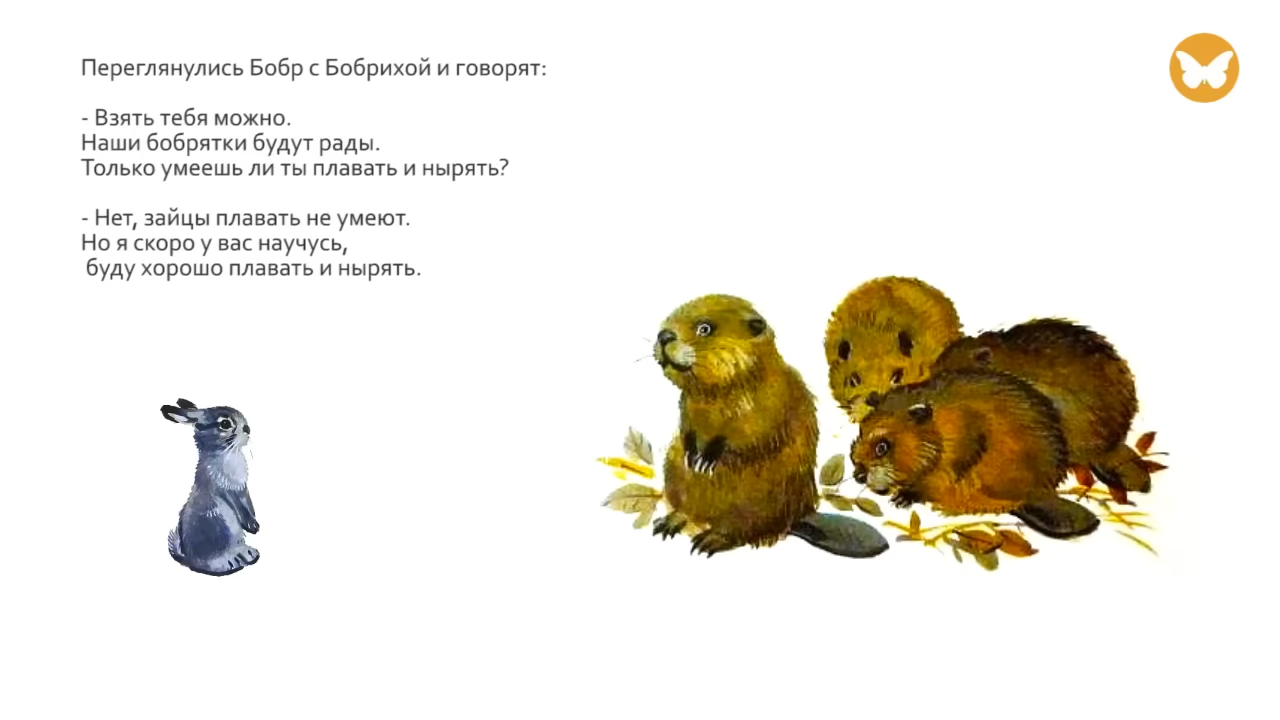 Переглянулись Бобр с Бобрихой и говорят:
- Взять тебя можно.
Наши бобрятки будут рады.
Только умеешь ли ты плавать и нырять?
- Нет, зайцы плавать не умеют.
Но я скоро у вас научусь,
буду хорошо плавать и нырять.